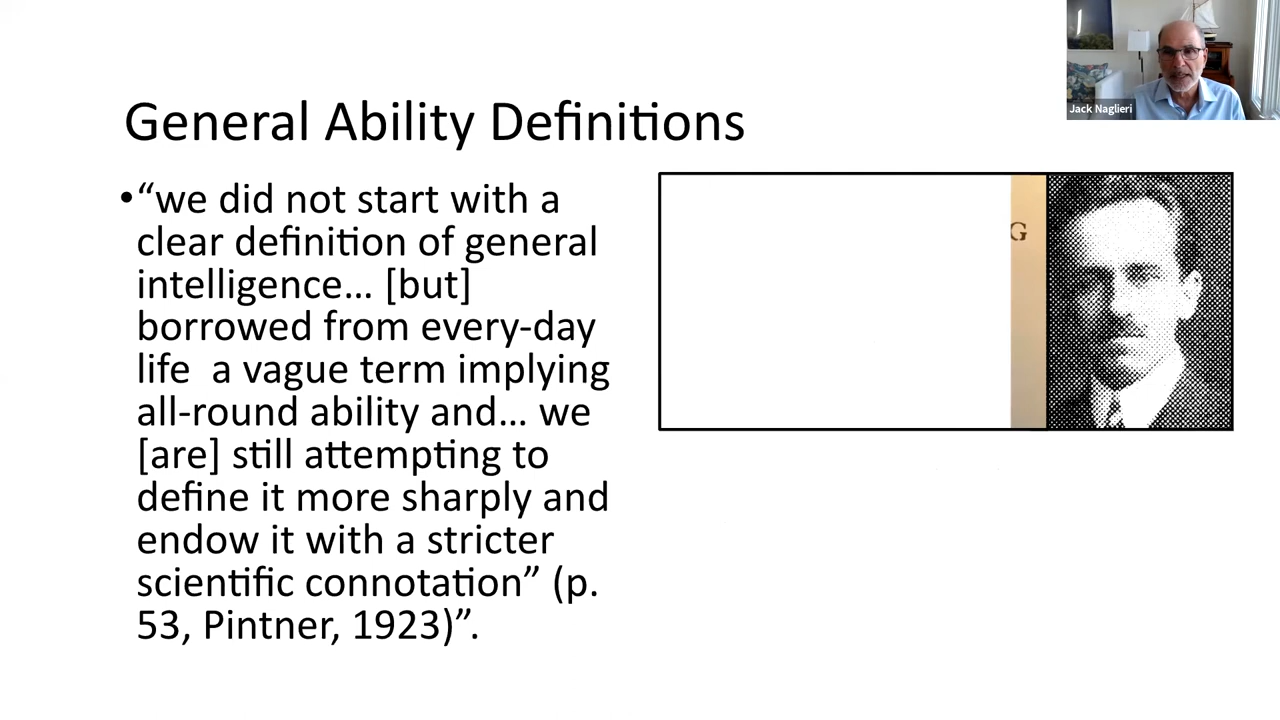 Jack Naglieri
General Ability Definitions
•“we did not start with a
clear definition of general
intelligence… [but]
borrowed from every-day
life  a vague term implying
all-round ability and… we
[are] still attempting to
define it more sharply and
endow it with a stricter
scientific connotation” (p.
53, Pintner, 1923)”.
G